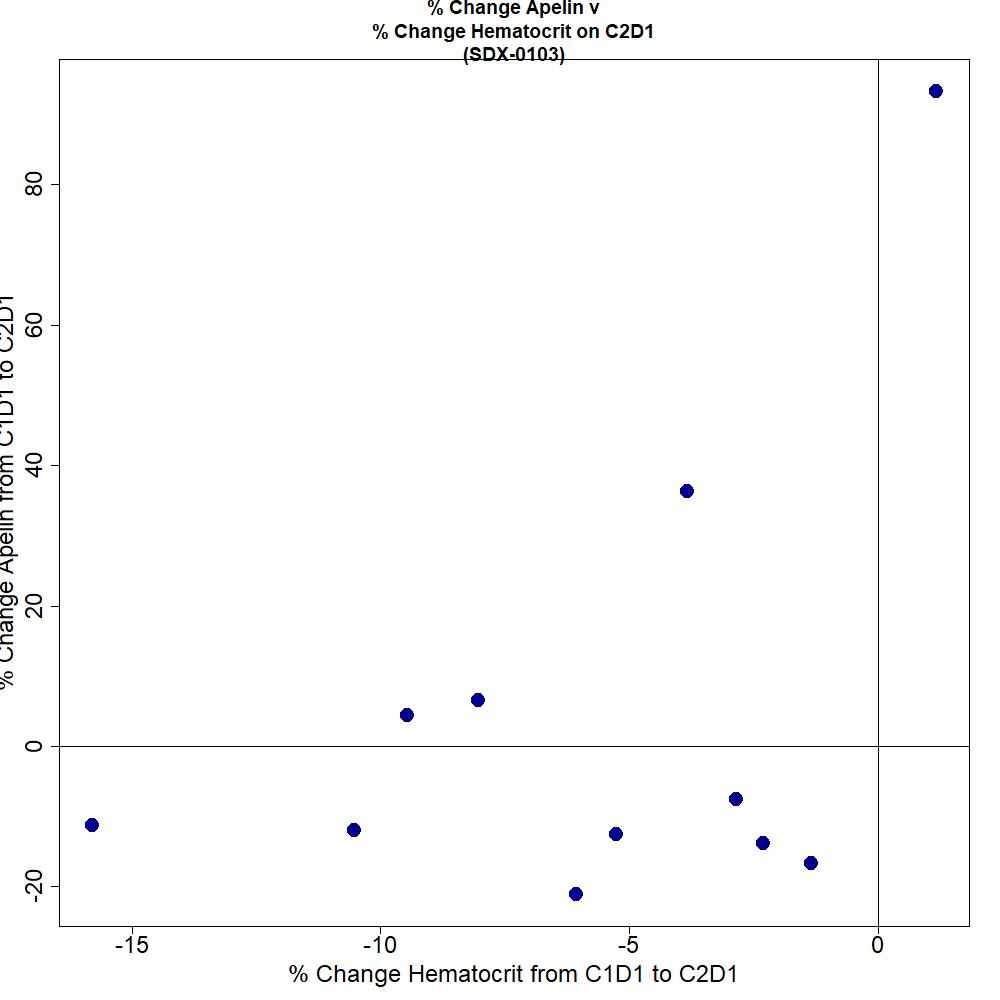 % Change Apelin v
% Change Hematocrit on C2D1
(SDX-0103)
% Change Apelin from C1D1 to C2D1
80
60
40
20
0
-20
-15
-10
-5
0
% Change Hematocrit from C1D1 to C2D1